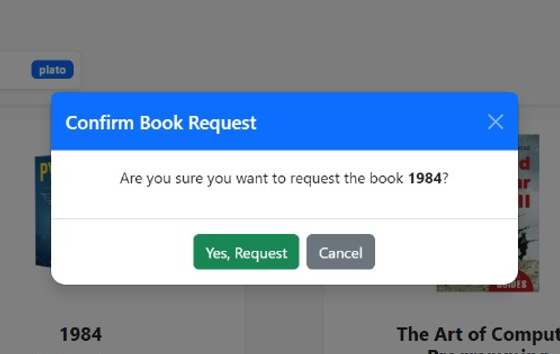 plato
Confirm Book Request
Are you sure you want to request the book 1984?
Yes, Request
Cancel
1984
The Art of Comput
GUIDES